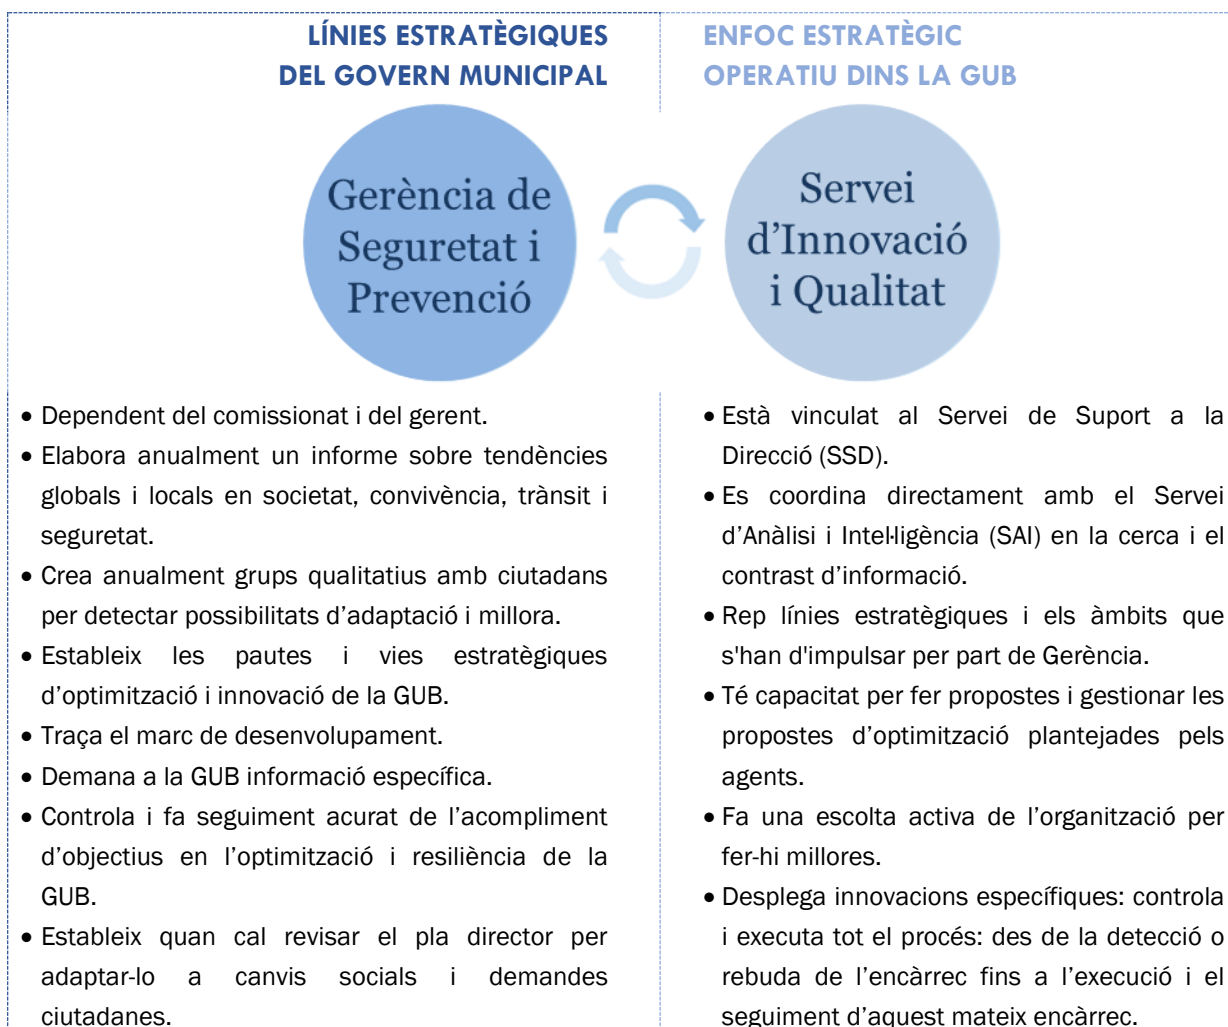 LÍNIES ESTRATÈGIQUES
DEL GOVERN MUNICIPAL
Gerència de
Seguretat i
Prevenció
• Dependent del comissionat i del gerent.
• Elabora anualment un informe sobre tendències
globals i locals en societat, convivència, trànsit i
seguretat.
• Crea anualment grups qualitatius amb ciutadans
per detectar possibilitats d’adaptació i millora.
• Estableix les pautes i vies estratègiques
d’optimització i innovació de la GUB.
• Traça el marc de desenvolupament.
• Demana a la GUB informació específica.
• Controla i fa seguiment acurat de l’acompliment
d’objectius en l’optimització i resiliència de la
GUB.
• Estableix quan cal revisar el pla director per
adaptar-lo a canvis socials i demandes
ciutadanes.
ENFOC ESTRATÈGIC
OPERATIU DINS LA GUB
Servei
d’Innovació
i Qualitat
• Està vinculat al Servei de Suport a la
Direcció (SSD).
• Es coordina directament amb el Servei
d’Anàlisi i Intel·ligència (SAI) en la cerca i el
contrast d’informació.
• Rep línies estratègiques i els àmbits que
s'han d'impulsar per part de Gerència.
• Té capacitat per fer propostes i gestionar les
propostes d’optimització plantejades pels
agents.
• Fa una escolta activa de l’organització per
fer-hi millores.
• Desplega innovacions específiques: controla
i executa tot el procés: des de la detecció o
rebuda de l’encàrrec fins a l’execució i el
seguiment d’aquest mateix encàrrec.